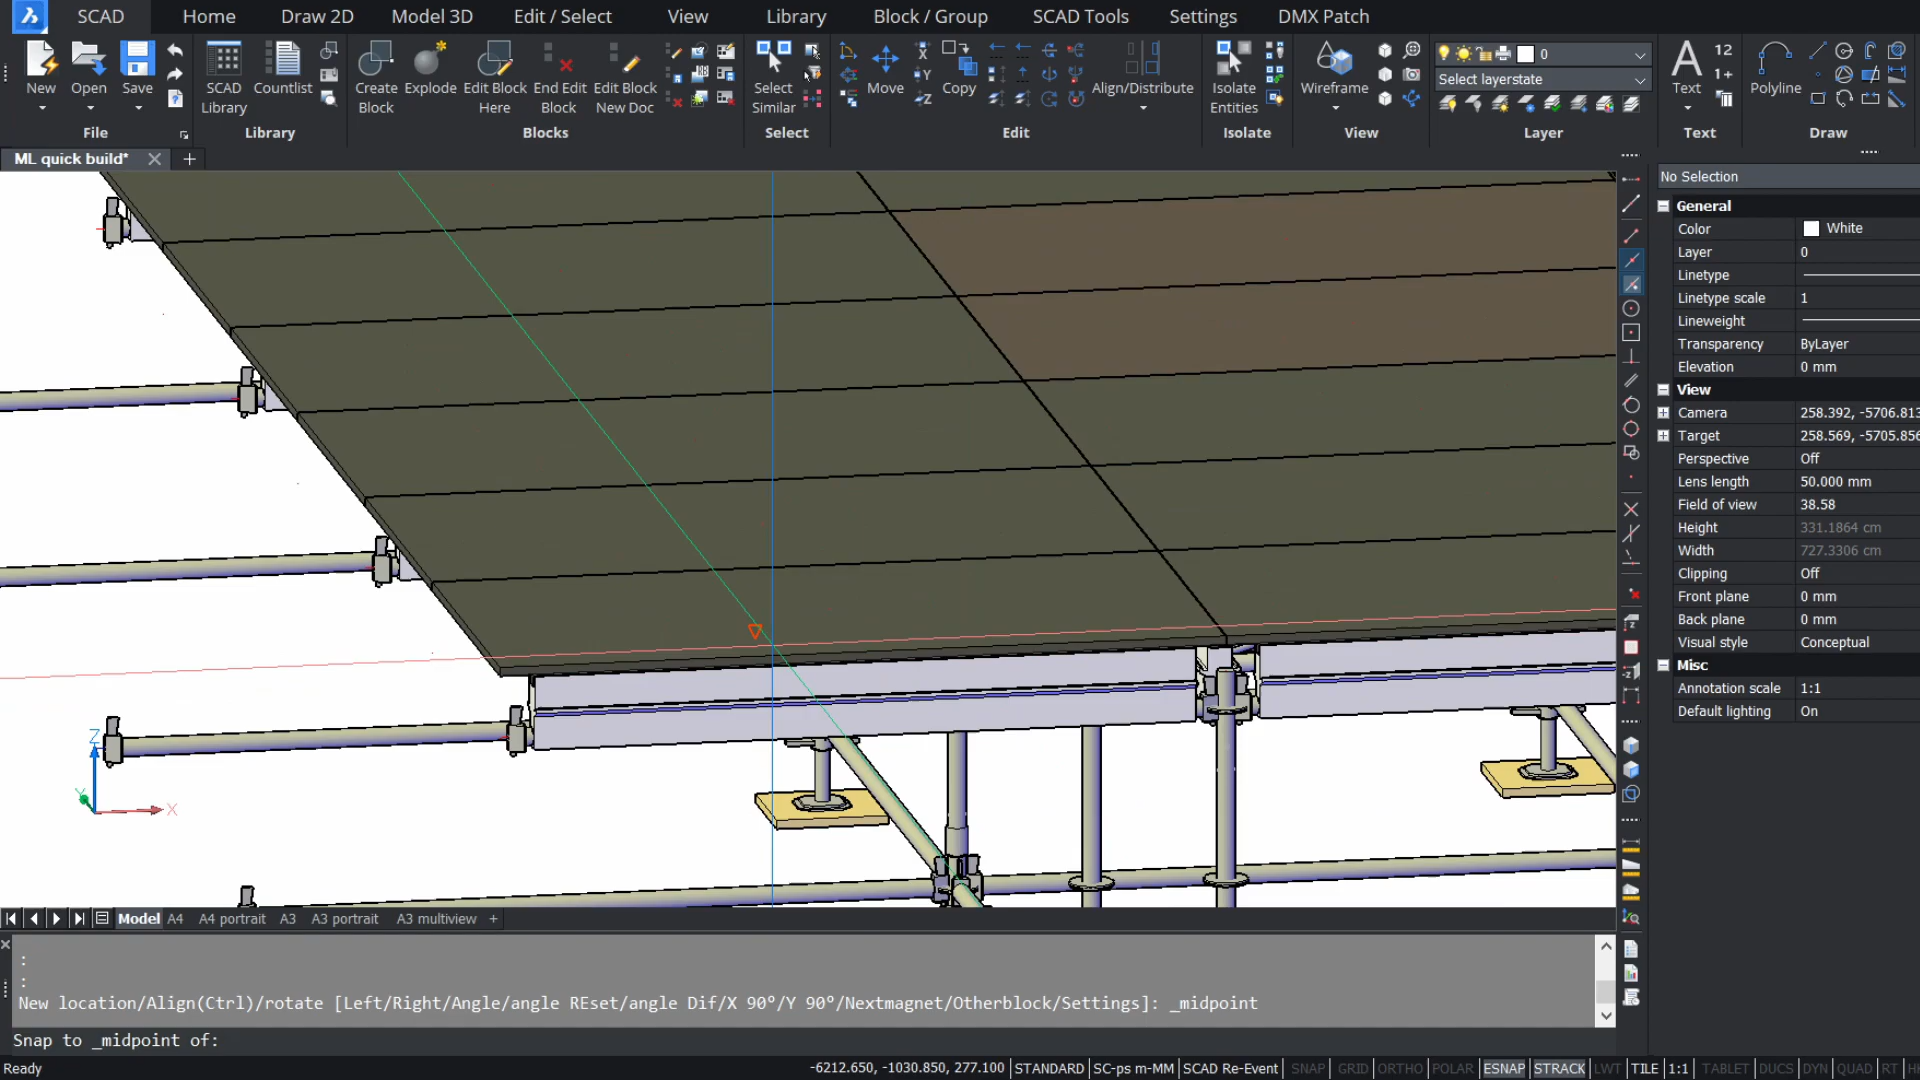 SCAD Home Draw 2D Model 3D Edit / Select View Library Block / Group SCAD Tools Settings DMX Patch
New Open Save SCAD Library Countlist Create Block Explode Edit Block Here End Edit Block Edit Block New Doc Select Similar Move Copy Align/Distribute Isolate Entities Wireframe 0 Select layerstate Text Polyline
X Y Z 12 1+
File Library Blocks Select Edit Isolate View Layer Text Draw
ML quick build*
No Selection
General
Color White
Layer 0
Linetype
Linetype scale 1
Lineweight
Transparency ByLayer
Elevation 0 mm
View
Camera 258.392, -5706.813
Target 258.569, -5705.856
Perspective Off
Lens length 50.000 mm
Field of view 38.58
Height 331.1864 cm
Width 727.3306 cm
Clipping Off
Front plane 0 mm
Back plane 0 mm
Visual style Conceptual
Misc
Annotation scale 1:1
Default lighting On
Z
Y
X
Model A4 A4 portrait A3 A3 portrait A3 multiview +
:
:
New location/Align(Ctrl)/rotate [Left/Right/Angle/angle REset/angle Dif/X 90º/Y 90º/Nextmagnet/Otherblock/Settings]: _midpoint
Snap to _midpoint of:
Ready -6212.650, -1030.850, 277.100 STANDARD SC-ps m-MM SCAD Re-Event SNAP GRID ORTHO POLAR ESNAP STRACK LWT TILE 1:1 TABLET DUCS DYN QUAD RT